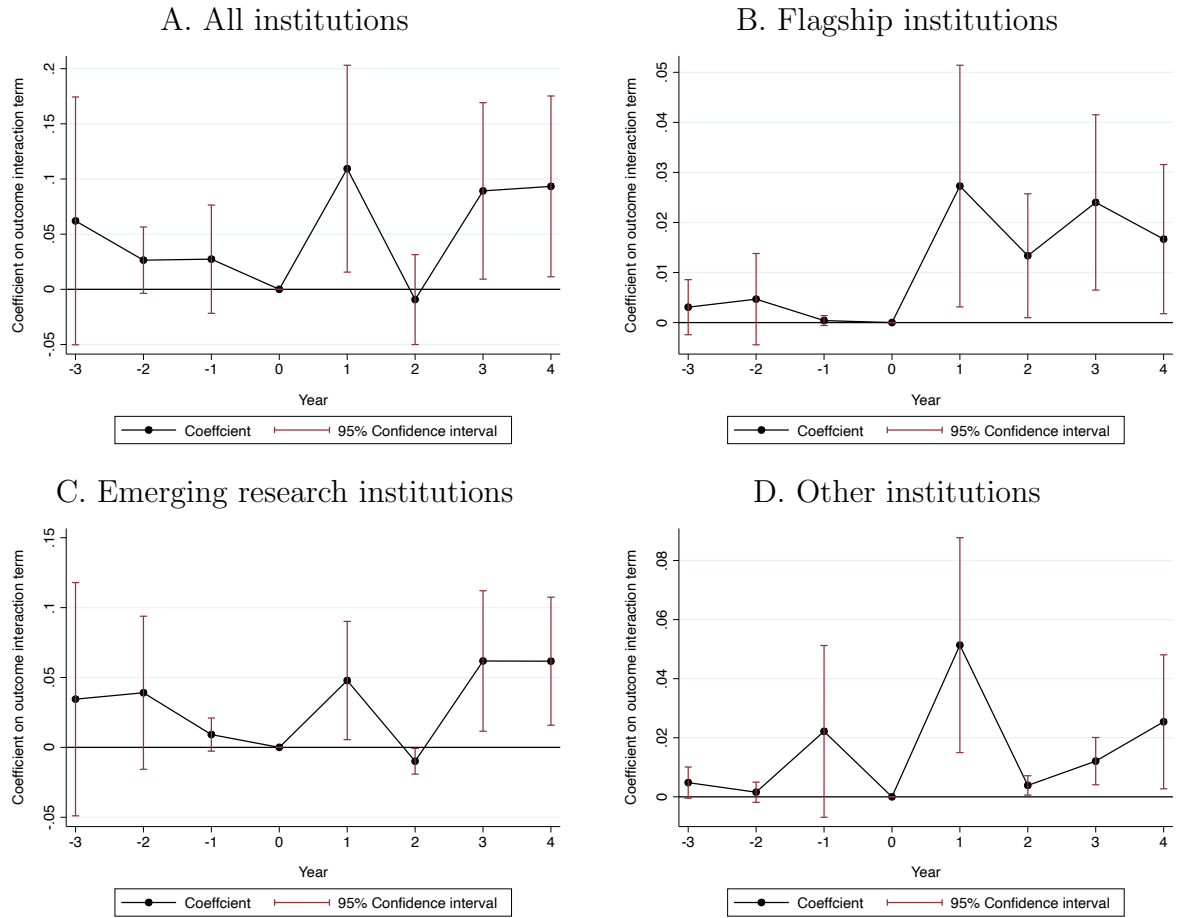 A. All institutions
Coefficient on outcome interaction term
.2
.15
.1
.05
0
-.05
-3 -2 -1 0 1 2 3 4
Year
Coeffcient 95% Confidence interval
B. Flagship institutions
Coefficient on outcome interaction term
.05
.04
.03
.02
.01
0
-3 -2 -1 0 1 2 3 4
Year
Coeffcient 95% Confidence interval
C. Emerging research institutions
Coefficient on outcome interaction term
.15
.1
.05
0
-.05
-3 -2 -1 0 1 2 3 4
Year
Coeffcient 95% Confidence interval
D. Other institutions
Coefficient on outcome interaction term
.08
.06
.04
.02
0
-3 -2 -1 0 1 2 3 4
Year
Coeffcient 95% Confidence interval